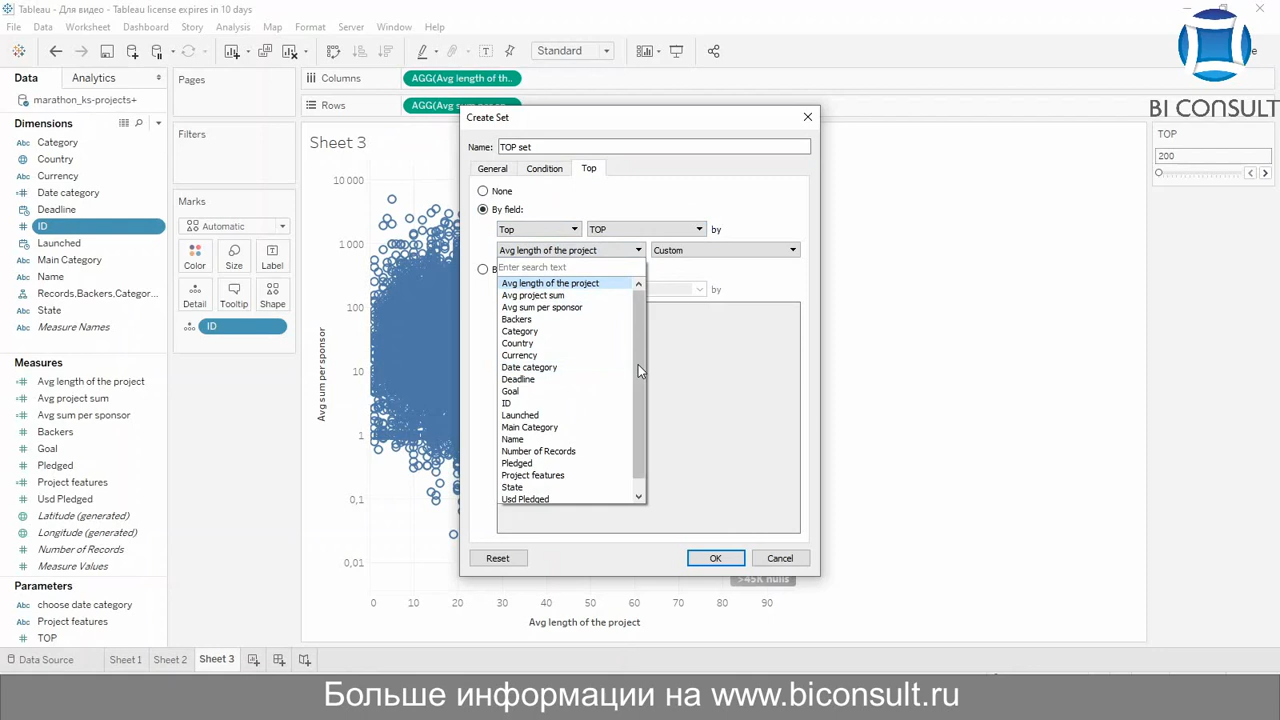 Tableau - Для видео - Tableau license expires in 10 days
File Data Worksheet Dashboard Story Analysis Map Format Server Window Help
Standard
BI CONSULT
Data Analytics
marathon_ks-projects+
Dimensions
Abc Category
Country
Abc Currency
Date category
Deadline
# ID
Launched
Abc Main Category
Abc Name
Records,Backers,Categor...
Abc State
Abc Measure Names
Measures
Avg length of the project
Avg project sum
Avg sum per sponsor
# Backers
# Goal
# Pledged
Project features
# Usd Pledged
Latitude (generated)
Longitude (generated)
# Number of Records
# Measure Values
Parameters
Abc choose date category
Abc Project features
# TOP
Pages
Filters
Marks
Automatic
Color Size Label
Detail Tooltip Shape
ID
Columns AGG(Avg length of th..
Rows
Sheet 3
10 000
1 000
100
10
1
0,1
0,01
Avg sum per sponsor
0 10 20 30 40 50 60 70 80 90
Avg length of the project
>45K nulls
Create Set
Name: TOP set
General Condition Top
None
By field:
Top TOP by
Avg length of the project Custom
Enter search text
by
Avg length of the project
Avg project sum
Avg sum per sponsor
Backers
Category
Country
Currency
Date category
Deadline
Goal
ID
Launched
Main Category
Name
Number of Records
Pledged
Project features
State
Usd Pledged
Reset OK Cancel
TOP
200
Data Source Sheet 1 Sheet 2 Sheet 3
Больше информации на www.biconsult.ru